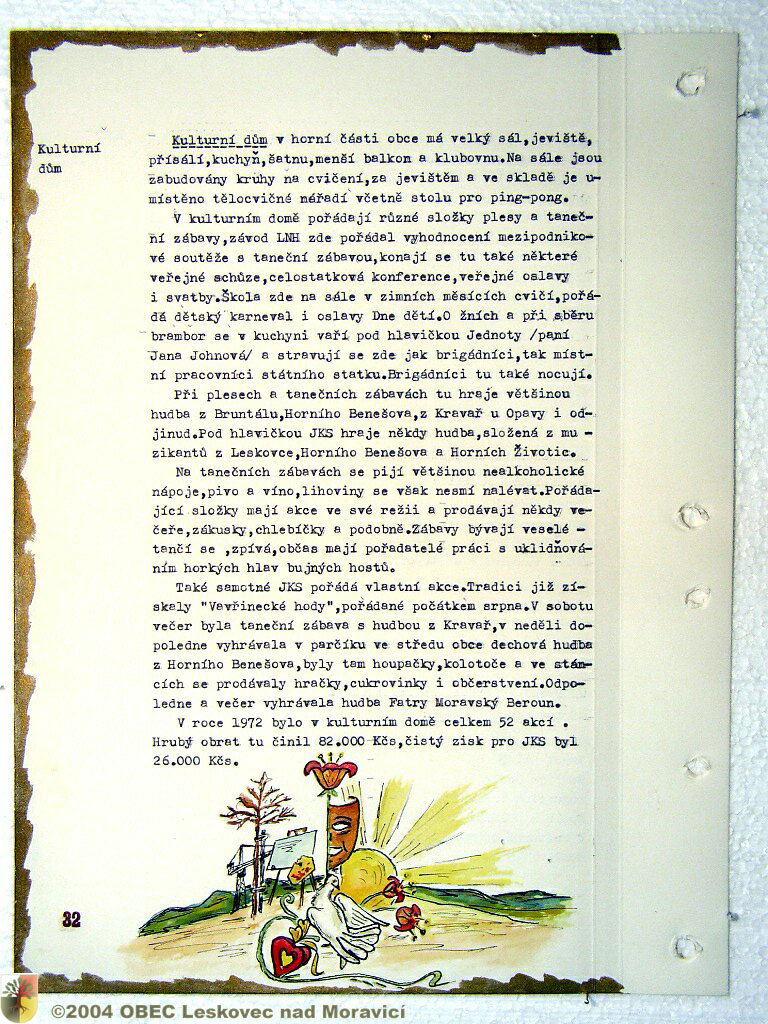 Kulturní
dům
Kulturní dům v horní části obce má velký sál,jeviště,
přísálí,kuchyň,šatnu,menší balkon a klubovnu.Na sále jsou
zabudovány kruhy na cvičení,za jevištěm a ve skladě je u-
místěno tělocvičné nářadí včetně stolu pro ping-pong.
V kulturním domě pořádají různé složky plesy a taneč-
ní zábavy,závod LNH zde pořádal vyhodnocení mezipodniko-
vé soutěže s taneční zábavou,konají se tu také některé
veřejné schůze,celostatková konference,veřejné oslavy
i svatby.Škola zde na sále v zimních měsících cvičí,pořá-
dá dětský karneval i oslavy Dne dětí.O žních a při sběru
brambor se v kuchyni vaří pod hlavičkou Jednoty /paní
Jana Johnová/ a stravují se zde jak brigádníci,tak míst-
ní pracovníci státního statku.Brigádníci tu také nocují.
Při plesech a tanečních zábavách tu hraje většinou
hudba z Bruntálu,Horního Benešova,z Kravař u Opavy i od-
jinud.Pod hlavičkou JKS hraje někdy hudba,složená z mu -
zikantů z Leskovce,Horního Benešova a Horních Životic.
Na tanečních zábavách se pijí většinou nealkoholické
nápoje,pivo a víno,lihoviny se však nesmí nalévat.Pořáda-
jící složky mají akce ve své režii a prodávají někdy ve-
čeře,zákusky,chlebíčky a podobně.Zábavy bývají veselé -
tančí se ,zpívá,občas mají pořadatelé práci s uklidňová-
ním horkých hlav bujných hostů.
Také samotné JKS pořádá vlastní akce.Tradici již zí-
skaly "Vavřinecké hody",pořádané počátkem srpna.V sobotu
večer byla taneční zábava s hudbou z Kravař,v neděli do-
poledne vyhrávala v parčíku ve středu obce dechová hudba
z Horního Benešova,byly tam houpačky,kolotoče a ve stán-
cích se prodávaly hračky,cukrovinky i občerstvení.Odpo-
ledne a večer vyhrávala hudba Fatry Moravský Beroun.
V roce 1972 bylo v kulturním domě celkem 52 akcí .
Hrubý obrat tu činil 82.000 Kčs,čistý zisk pro JKS byl
26.000 Kčs.
32
©2004 OBEC Leskovec nad Moravicí